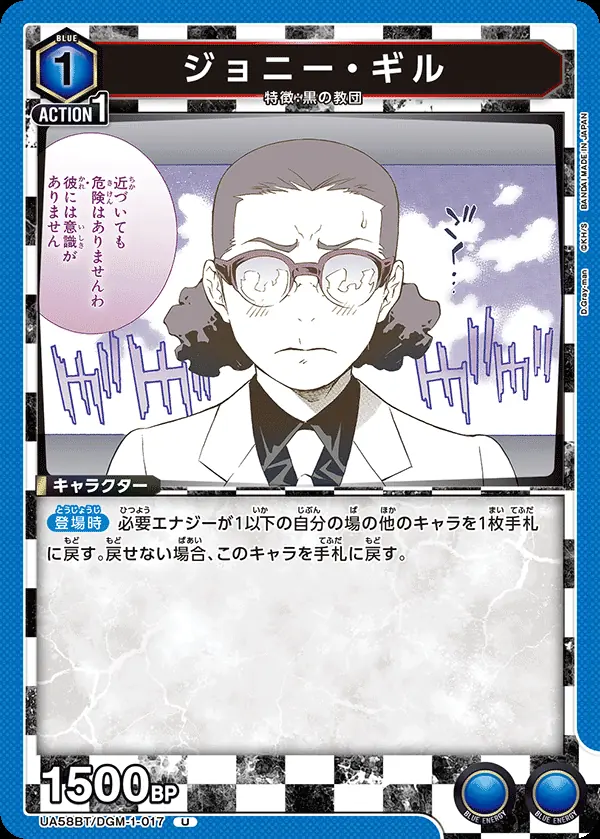 BLUE
1
ACTION1
ジョニー・ギル
特徴:黒の教団
近づいても
危険はありませんわ
彼には意識が
ありません
キャラクター
登場時 必要エナジーが1以下の自分の場の他のキャラを1枚手札
に戻す。戻せない場合、このキャラを手札に戻す。
1500BP
UA58BT/DGM-1-017 U
BLUE ENERGY
BLUE ENERGY
D.Gray-man ©KH/S BANDAI MADE IN JAPAN